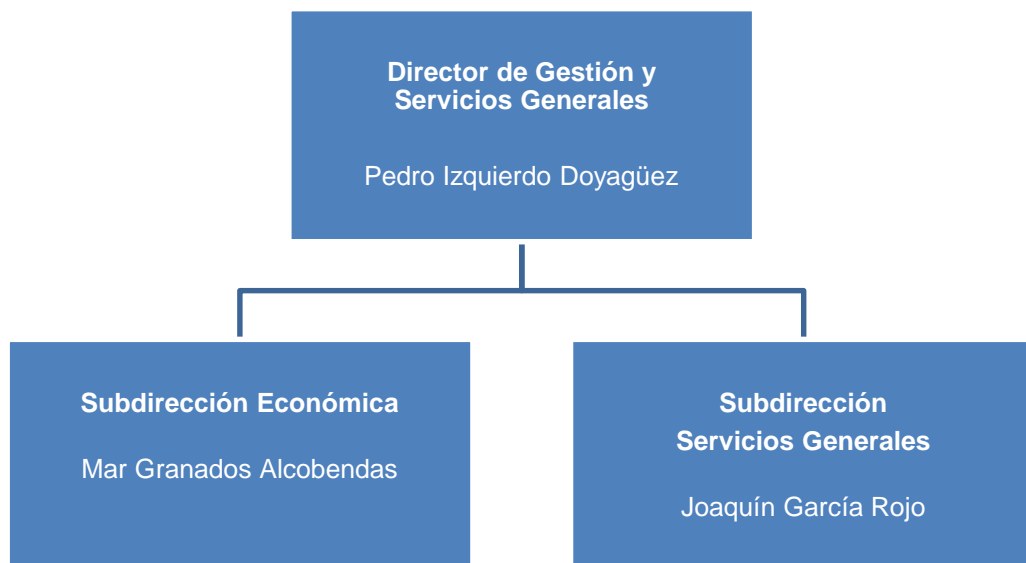 Director de Gestión y
Servicios Generales
Pedro Izquierdo Doyagüez
Subdirección Económica
Mar Granados Alcobendas
Subdirección
Servicios Generales
Joaquín García Rojo